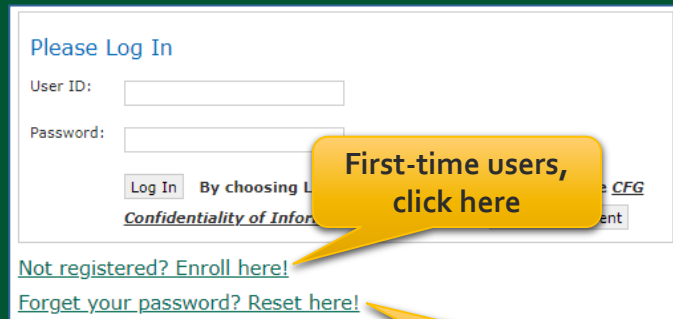 Please Log In
User ID:
Password:
First-time users,
click here
Log In By choosing L e CFG
Confidentiality of Infor ent
Not registered? Enroll here!
Forget your password? Reset here!